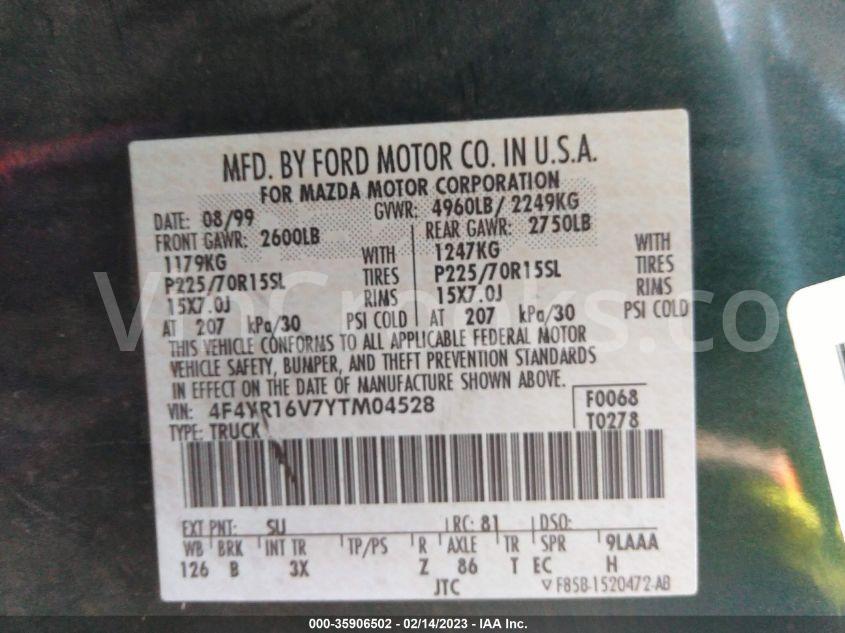 MFD. BY FORD MOTOR CO. IN U.S.A.
FOR MAZDA MOTOR CORPORATION
DATE: 08/99 GVWR: 4960LB/ 2249KG
FRONT GAWR: 2600LB REAR GAWR: 2750LB
1179KG WITH 1247KG WITH
P225/70R15SL TIRES P225/70R15SL TIRES
15X7.0J RIMS 15X7.0J RIMS
AT 207 kPa/30 PSI COLD AT 207 kPa/30 PSI COLD
THIS VEHICLE CONFORMS TO ALL APPLICABLE FEDERAL MOTOR
VEHICLE SAFETY, BUMPER, AND THEFT PREVENTION STANDARDS
IN EFFECT ON THE DATE OF MANUFACTURE SHOWN ABOVE.
VIN: 4F4YR16V7YTM04528 F0068
TYPE: TRUCK T0278
EXT PNT: SU RC: 81 DSO:
WB BRK INT TR TP/PS R AXLE TR SPR 9LAAA
126 B 3X Z 86 T EC H
JTC F85B-1520472-AB
VinCheeks.co
000-35906502 - 02/14/2023 - IAA Inc.